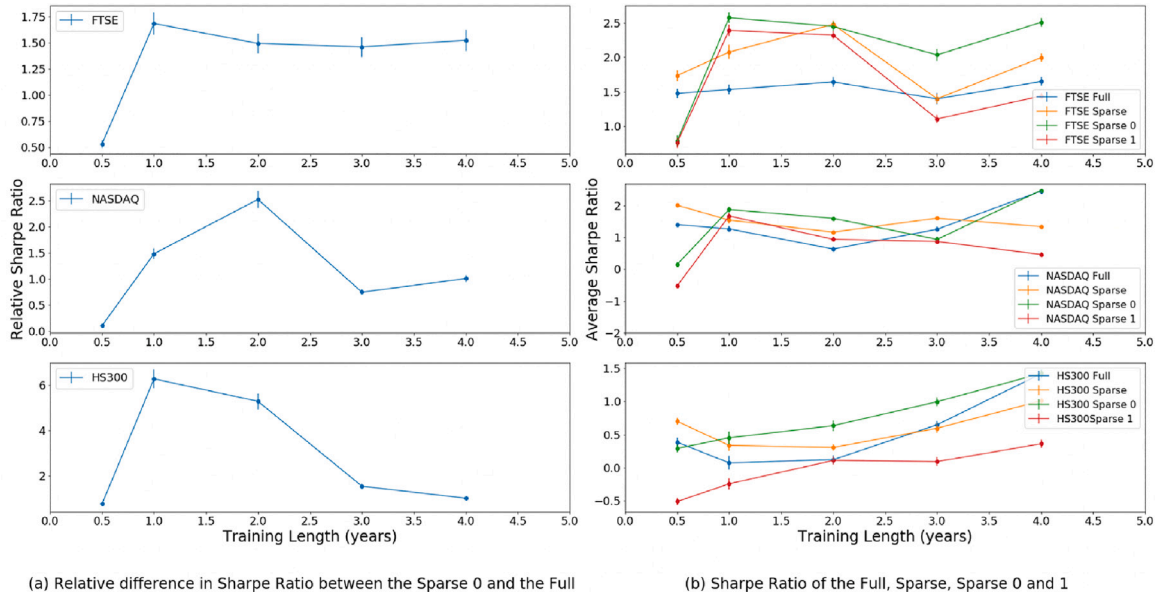 FTSE
1.75
1.50
1.25
1.00
0.75
0.50
0.0 0.5 1.0 1.5 2.0 2.5 3.0 3.5 4.0 4.5 5.0
NASDAQ
2.5
2.0
1.5
1.0
0.5
0.0
0.0 0.5 1.0 1.5 2.0 2.5 3.0 3.5 4.0 4.5 5.0
Relative Sharpe Ratio
HS300
6
4
2
0.0 0.5 1.0 1.5 2.0 2.5 3.0 3.5 4.0 4.5 5.0
Training Length (years)
(a) Relative difference in Sharpe Ratio between the Sparse 0 and the Full
2.5
2.0
1.5
1.0
FTSE Full
FTSE Sparse
FTSE Sparse 0
FTSE Sparse 1
0.0 0.5 1.0 1.5 2.0 2.5 3.0 3.5 4.0 4.5 5.0
2
1
0
−1
−2
NASDAQ Full
NASDAQ Sparse
NASDAQ Sparse 0
NASDAQ Sparse 1
0.0 0.5 1.0 1.5 2.0 2.5 3.0 3.5 4.0 4.5 5.0
Average Sharpe Ratio
1.5
1.0
0.5
0.0
−0.5
HS300 Full
HS300 Sparse
HS300 Sparse 0
HS300Sparse 1
0.0 0.5 1.0 1.5 2.0 2.5 3.0 3.5 4.0 4.5 5.0
Training Length (years)
(b) Sharpe Ratio of the Full, Sparse, Sparse 0 and 1